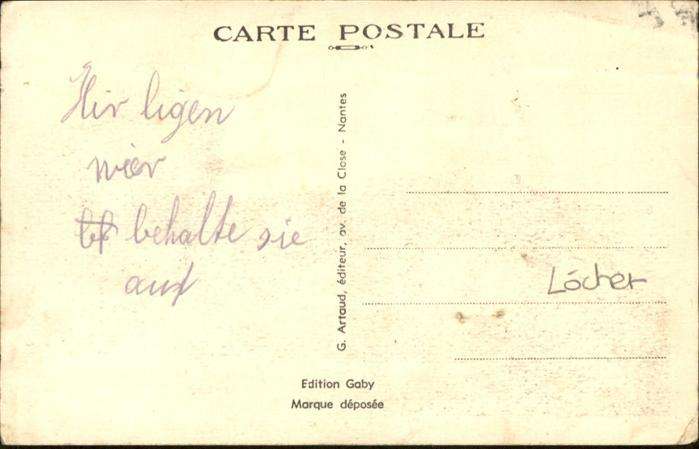 CARTE POSTALE
Hir ligen
wier
behalte sie
auf
G. Artaud, éditeur, av. de la Close - Nantes
Löcher
Edition Gaby
Marque déposée